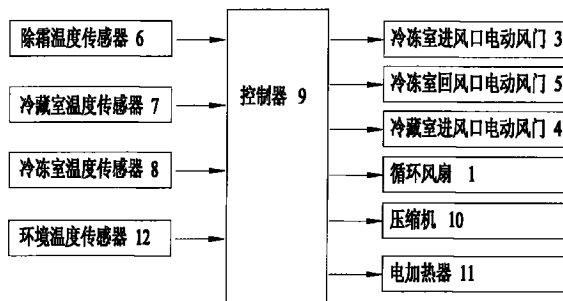 除霜温度传感器 6
冷藏室温度传感器 7
冷冻室温度传感器 8
环境温度传感器 12
控制器 9
冷冻室进风口电动风门 3
冷冻室回风口电动风门 5
冷藏室进风口电动风门 4
循环风扇 1
压缩机 10
电加热器 11